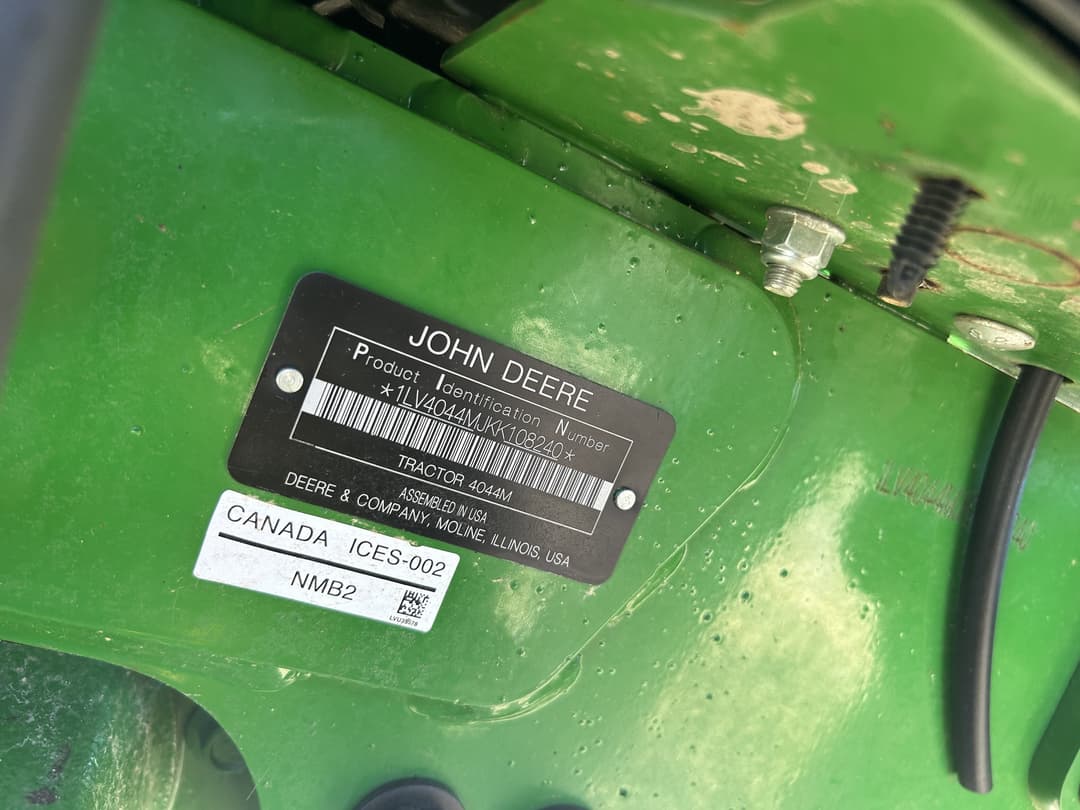 JOHN DEERE
Product Identification Number
*1LV4044MJKK108240*
TRACTOR 4044M
ASSEMBLED IN USA
DEERE & COMPANY, MOLINE, ILLINOIS, USA
CANADA ICES-002
NMB2